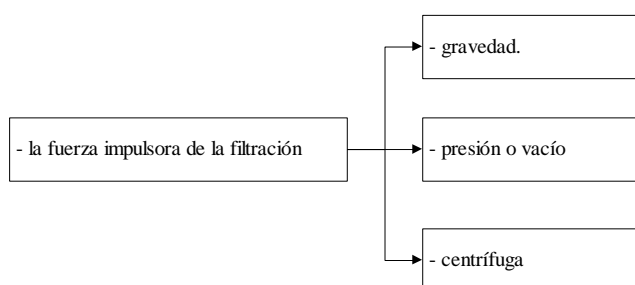 - gravedad.
- la fuerza impulsora de la filtración
- presión o vacío
- centrífuga